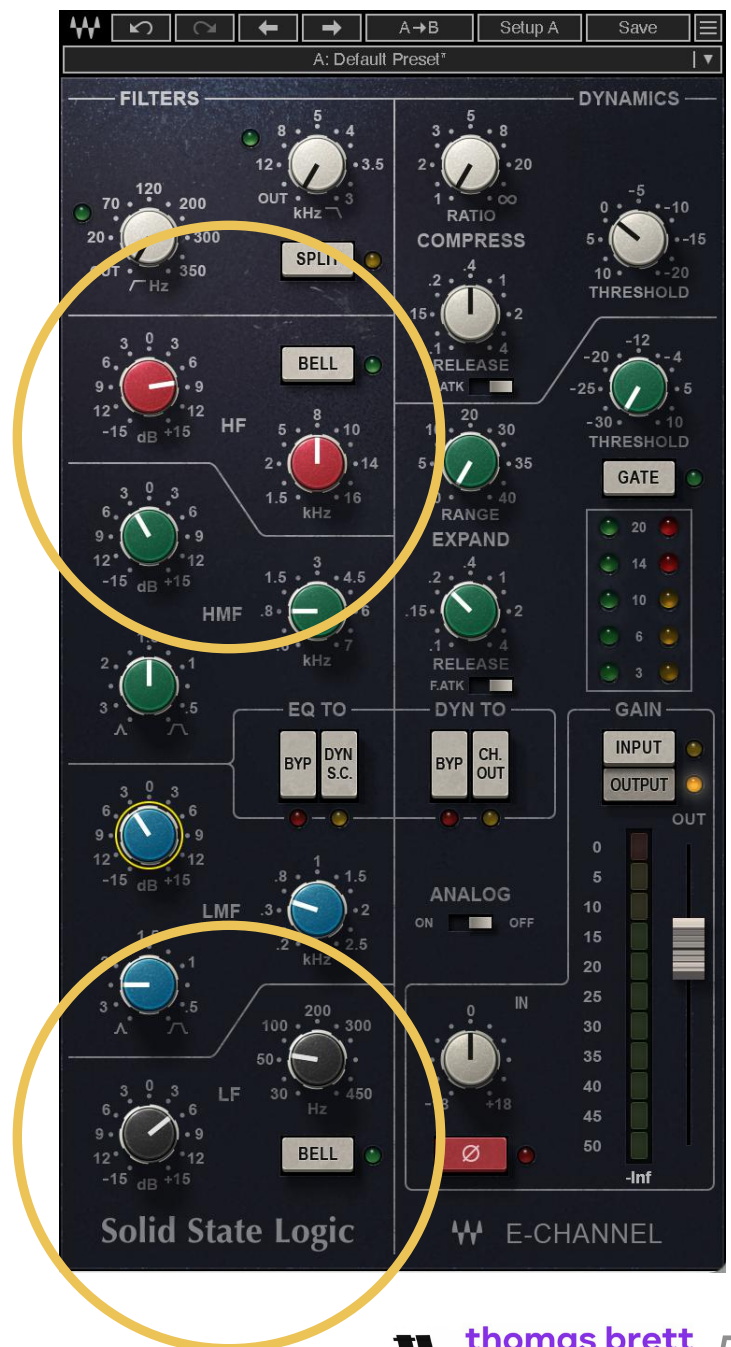 A→B Setup A Save
A: Default Preset*
FILTERS
DYNAMICS
5
8 4
12 3.5
OUT 3
kHz
120
70 200
20 300
OUT 350
Hz
SPLIT
5
3 8
2 20
1 ∞
RATIO
COMPRESS
.4
.2 1
.15 2
.1 4
RELEASE
-5
0 -10
5 -15
10 -20
THRESHOLD
0
3 3
6 6
9 9
12 12
-15 dB +15
BELL
HF
8
5 10
2 14
1.5 16
kHz
-12
-20 -4
-25 5
-30 10
THRESHOLD
GATE
20
30
5 35
40
RANGE
EXPAND
0
3 3
6 6
9 9
12 12
-15 dB +15
HMF
3
1.5 4.5
.8 6
7
kHz
.4
.2 1
.15 2
.1 4
RELEASE
F.ATK
20
14
10
6
3
2 1
3 .5
EQ TO
BYP
DYN S.C.
DYN TO
BYP
CH. OUT
GAIN
INPUT
OUTPUT
OUT
0
3 3
6 6
9 9
12 12
-15 dB +15
LMF
1
.8 1.5
.3 2
.2 2.5
kHz
1
3 .5
ANALOG
ON OFF
0
5
10
15
20
25
30
35
40
45
50
-Inf
IN
0
+18
Ø
LF
200
100 300
50
30 450
Hz
BELL
0
3 3
6 6
9 9
12 12
-15 dB +15
Solid State Logic
E-CHANNEL
thomas brett